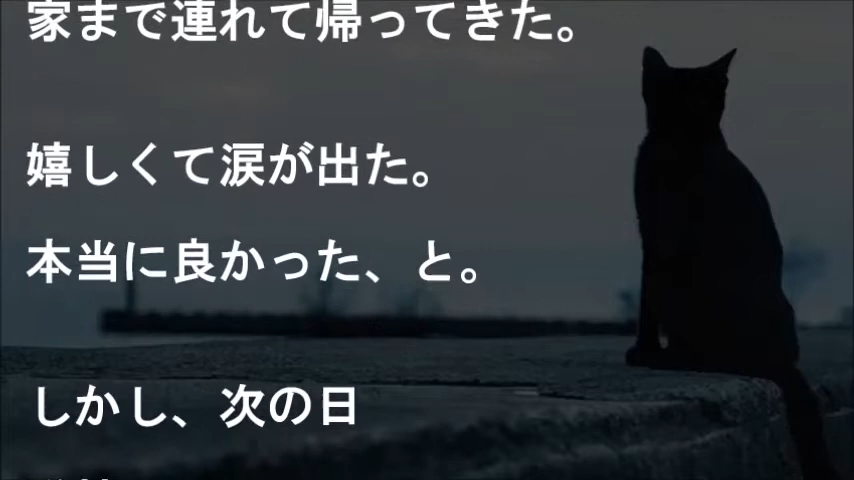 家まで連れて帰ってきた。
嬉しくて涙が出た。
本当に良かった、と。
しかし、次の日